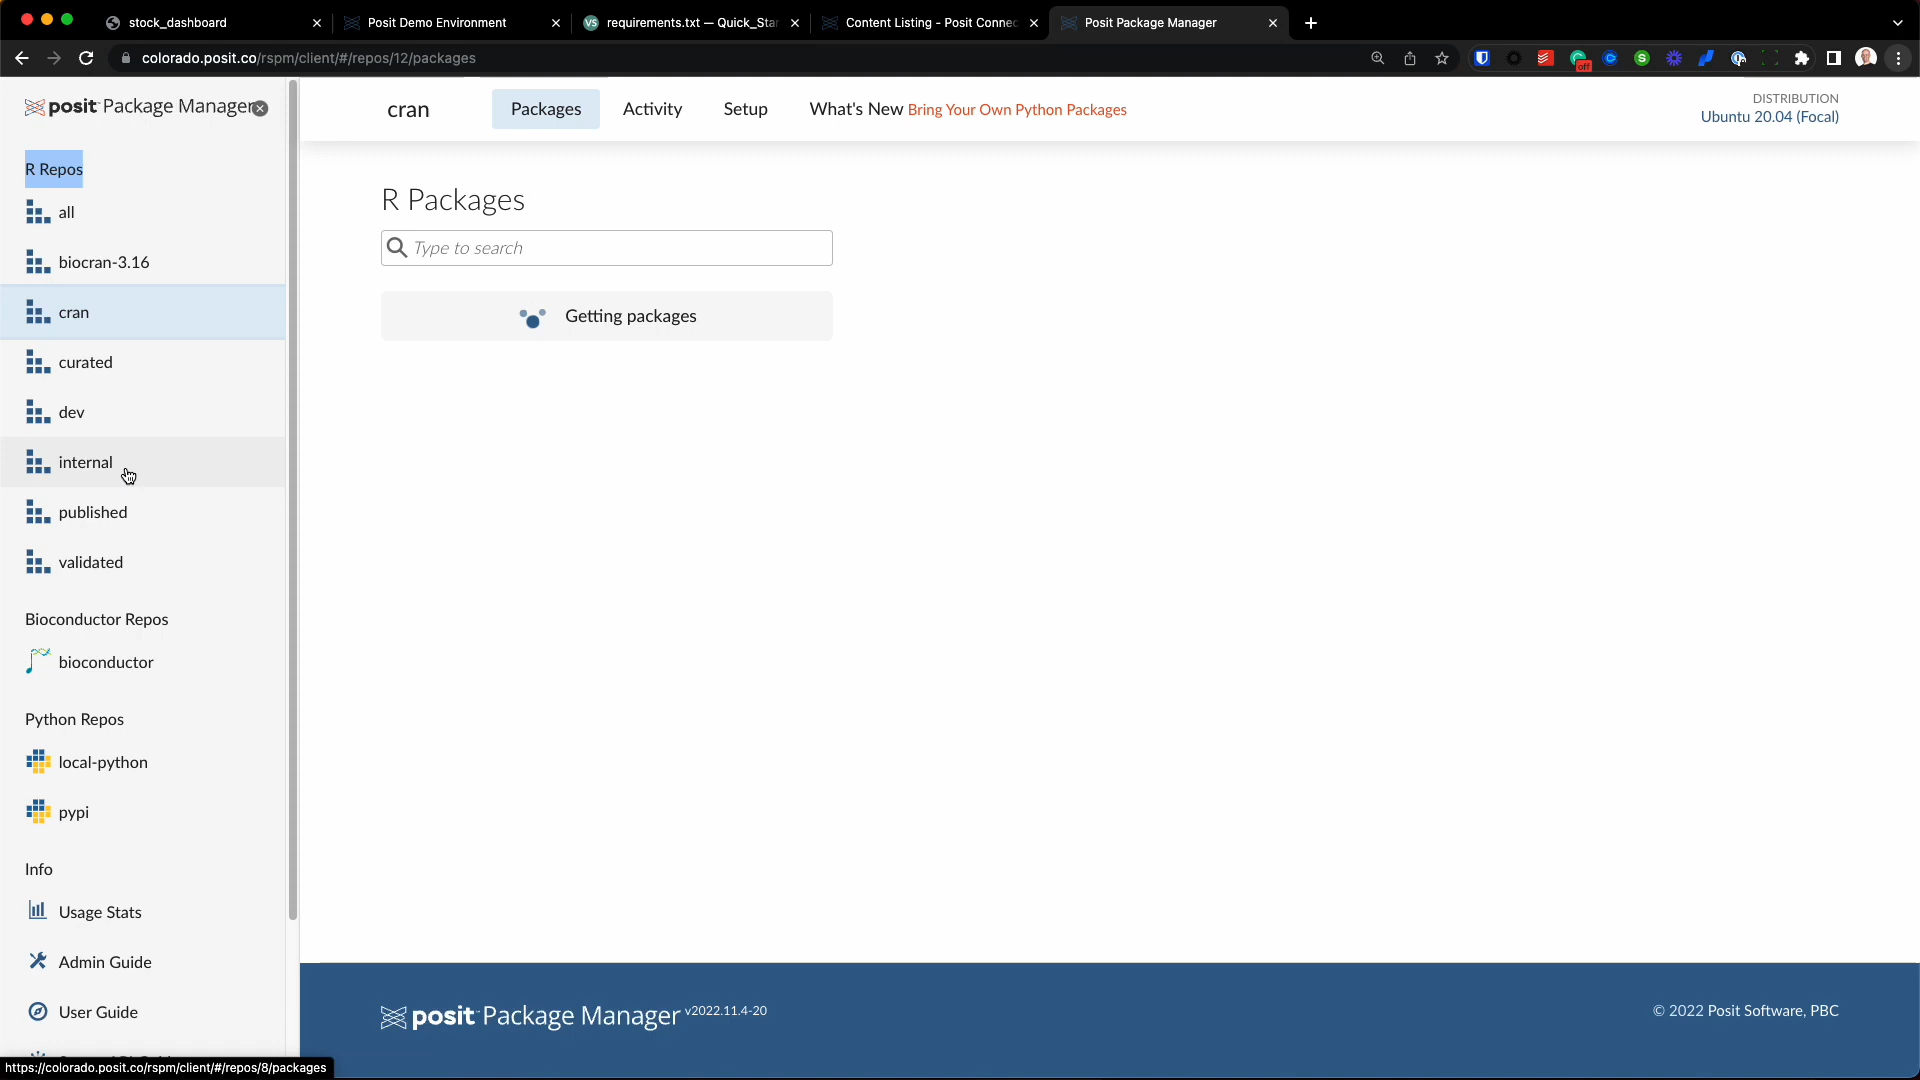 stock_dashboard
Posit Demo Environment
requirements.txt — Quick_Star
Content Listing - Posit Connec
Posit Package Manager
colorado.posit.co/rspm/client/#/repos/12/packages
off
posit Package Manager
cran
Packages
Activity
Setup
What's New Bring Your Own Python Packages
DISTRIBUTION
Ubuntu 20.04 (Focal)
R Repos
all
biocran-3.16
cran
curated
dev
internal
published
validated
Bioconductor Repos
bioconductor
Python Repos
local-python
pypi
Info
Usage Stats
Admin Guide
User Guide
R Packages
Type to search
Getting packages
posit Package Manager v2022.11.4-20
© 2022 Posit Software, PBC
https://colorado.posit.co/rspm/client/#/repos/8/packages